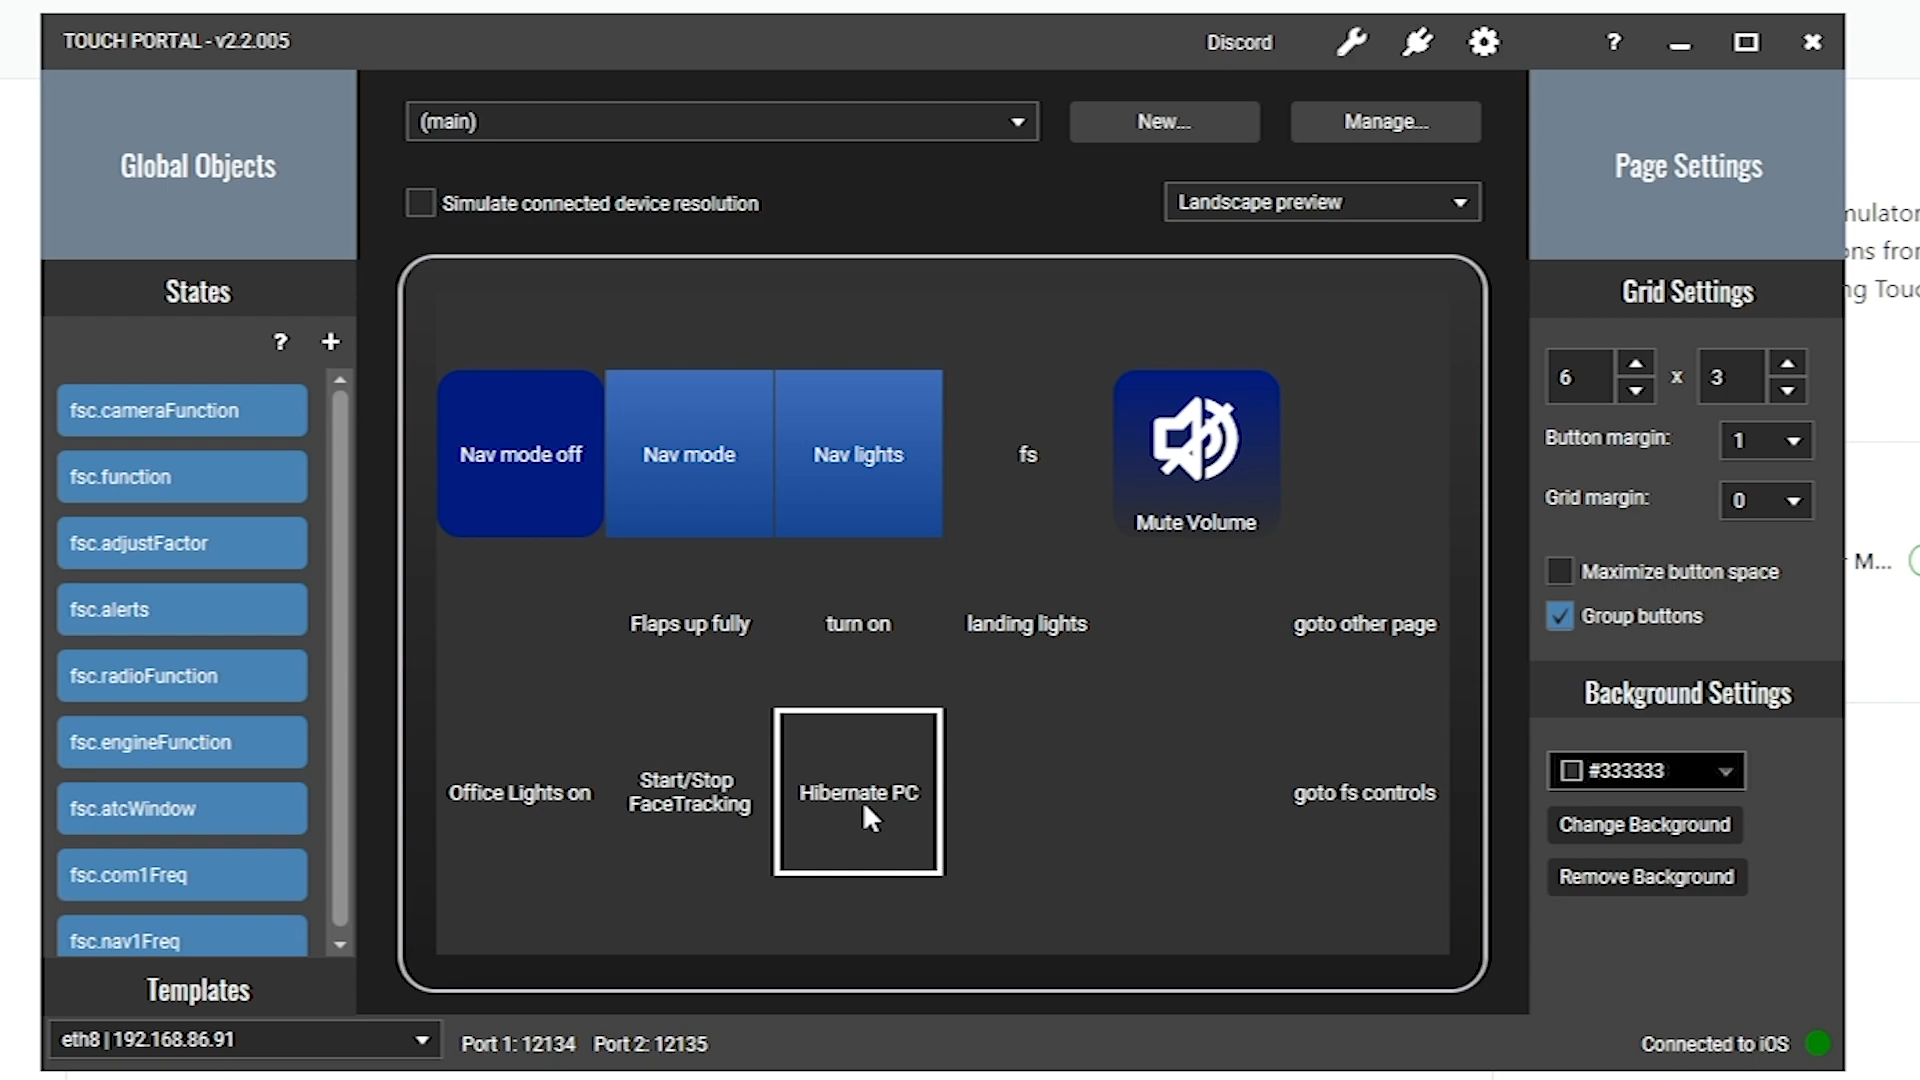 TOUCH PORTAL - v2.2.005
Discord
?
Global Objects
(main)
New...
Manage...
Page Settings
Simulate connected device resolution
Landscape preview
States
?
+
fsc.cameraFunction
fsc.function
fsc.adjustFactor
fsc.alerts
fsc.radioFunction
fsc.engineFunction
fsc.atcWindow
fsc.com1Freq
fsc.nav1Freq
Templates
Nav mode off
Nav mode
Nav lights
fs
Mute Volume
Flaps up fully
turn on
landing lights
goto other page
Office Lights on
Start/Stop
FaceTracking
Hibernate PC
goto fs controls
Grid Settings
6 x 3
Button margin: 1
Grid margin: 0
Maximize button space
Group buttons
Background Settings
#333333
Change Background
Remove Background
eth8 | 192.168.86.91
Port 1: 12134 Port 2: 12135
Connected to iOS
M...